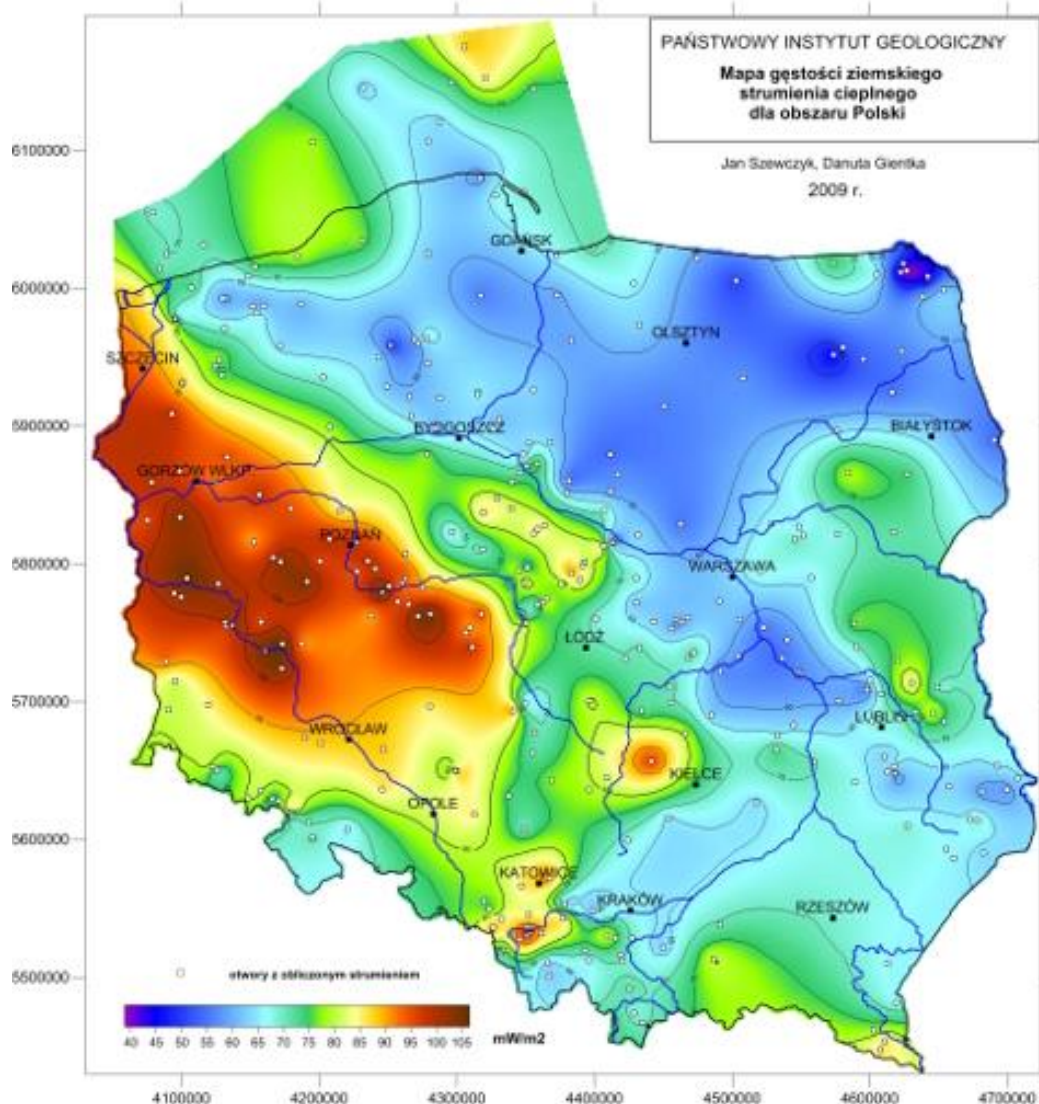 PAŃSTWOWY INSTYTUT GEOLOGICZNY
Mapa gęstości ziemskiego
strumienia cieplnego
dla obszaru Polski
Jan Szewczyk, Danuta Gientka
2009 r.
6100000
GDAŃSK
6000000
OLSZTYN
SZCZECIN
5900000
BYDGOSZCZ
BIAŁYSTOK
GORZÓW WLKP
POZNAŃ
5800000
WARSZAWA
ŁÓDŹ
5700000
LUBLIN
WROCŁAW
KIELCE
OPOLE
5600000
KATOWICE
KRAKÓW
RZESZÓW
5500000
otwory z obliczonym strumieniem
40 45 50 55 60 65 70 75 80 85 90 95 100 105
mW/m2
4100000 4200000 4300000 4400000 4500000 4600000 4700000